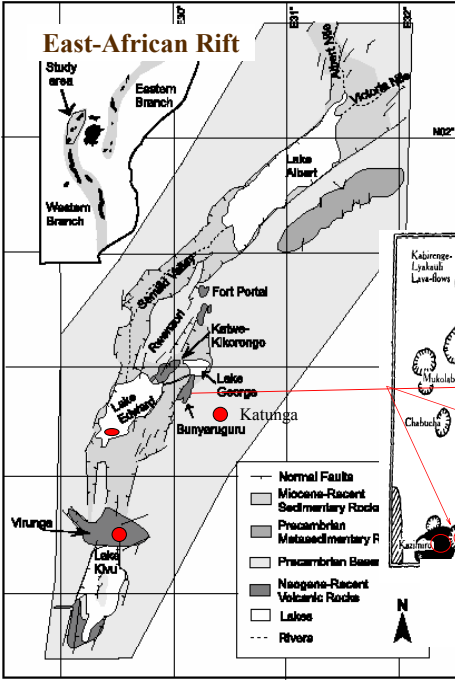 E30°
E31°
E32°
East-African Rift
Study
area
Eastern
Branch
Western
Branch
Albert Nile
Victoria Nile
N02°
Lake
Albert
Semliki Valley
Rwenzori
Fort Portal
Katwe-
Kikorongo
Lake
George
Lake
Edward
Bunyaruguru
Katunga
Virunga
Lake
Kivu
Kabirenge-
Lyakauli
Lava-flows
Mukolab
Chabucha
Kazimiro
Normal Faults
Miocene-Recent
Sedimentary Rocks
Precambrian
Metasedimentary R
Precambrian Base
Neogene-Recent
Volcanic Rocks
Lakes
Rivers
N